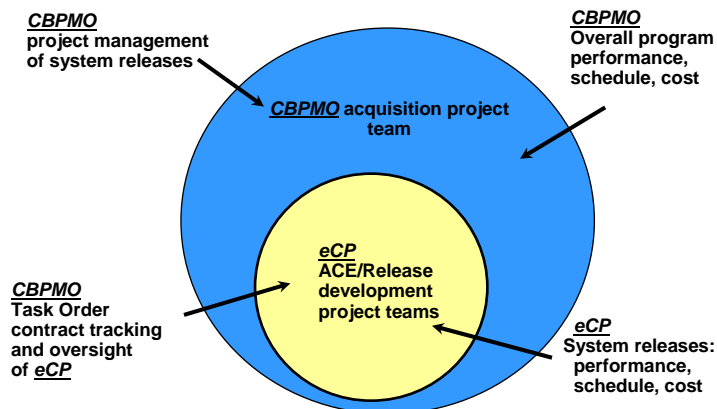 CBPMO
project management
of system releases
CBPMO
Overall program
performance,
schedule, cost
CBPMO acquisition project
team
eCP
ACE/Release
development
project teams
CBPMO
Task Order
contract tracking
and oversight
of eCP
eCP
System releases:
performance,
schedule, cost